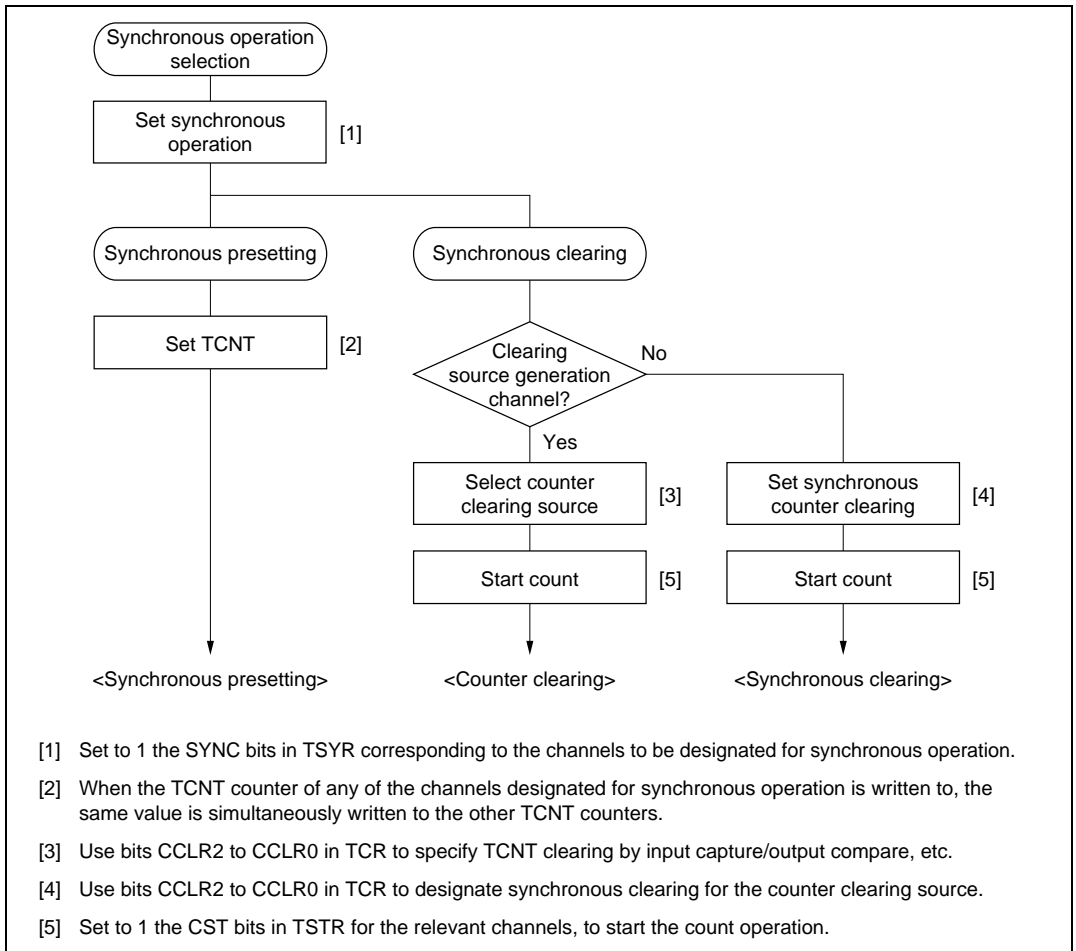 Synchronous operation
selection
Set synchronous
operation
[1]
Synchronous presetting
Synchronous clearing
Set TCNT
[2]
Clearing
source generation
channel?
No
Yes
Select counter
clearing source
[3]
Set synchronous
counter clearing
[4]
Start count
[5]
Start count
[5]
<Synchronous presetting>
<Counter clearing>
<Synchronous clearing>
[1] Set to 1 the SYNC bits in TSYR corresponding to the channels to be designated for synchronous operation.
[2] When the TCNT counter of any of the channels designated for synchronous operation is written to, the
same value is simultaneously written to the other TCNT counters.
[3] Use bits CCLR2 to CCLR0 in TCR to specify TCNT clearing by input capture/output compare, etc.
[4] Use bits CCLR2 to CCLR0 in TCR to designate synchronous clearing for the counter clearing source.
[5] Set to 1 the CST bits in TSTR for the relevant channels, to start the count operation.